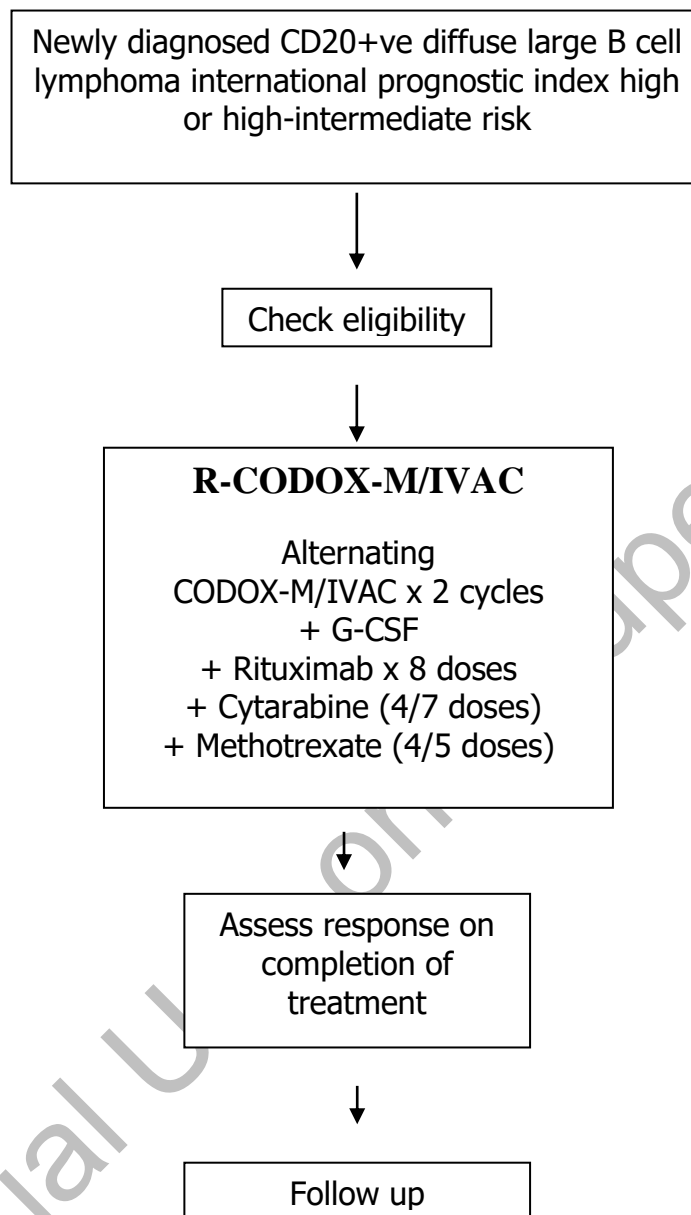 Newly diagnosed CD20+ve diffuse large B cell
lymphoma international prognostic index high
or high-intermediate risk
Check eligibility
R-CODOX-M/IVAC
Alternating
CODOX-M/IVAC x 2 cycles
+ G-CSF
+ Rituximab x 8 doses
+ Cytarabine (4/7 doses)
+ Methotrexate (4/5 doses)
Assess response on
completion of
treatment
Follow up